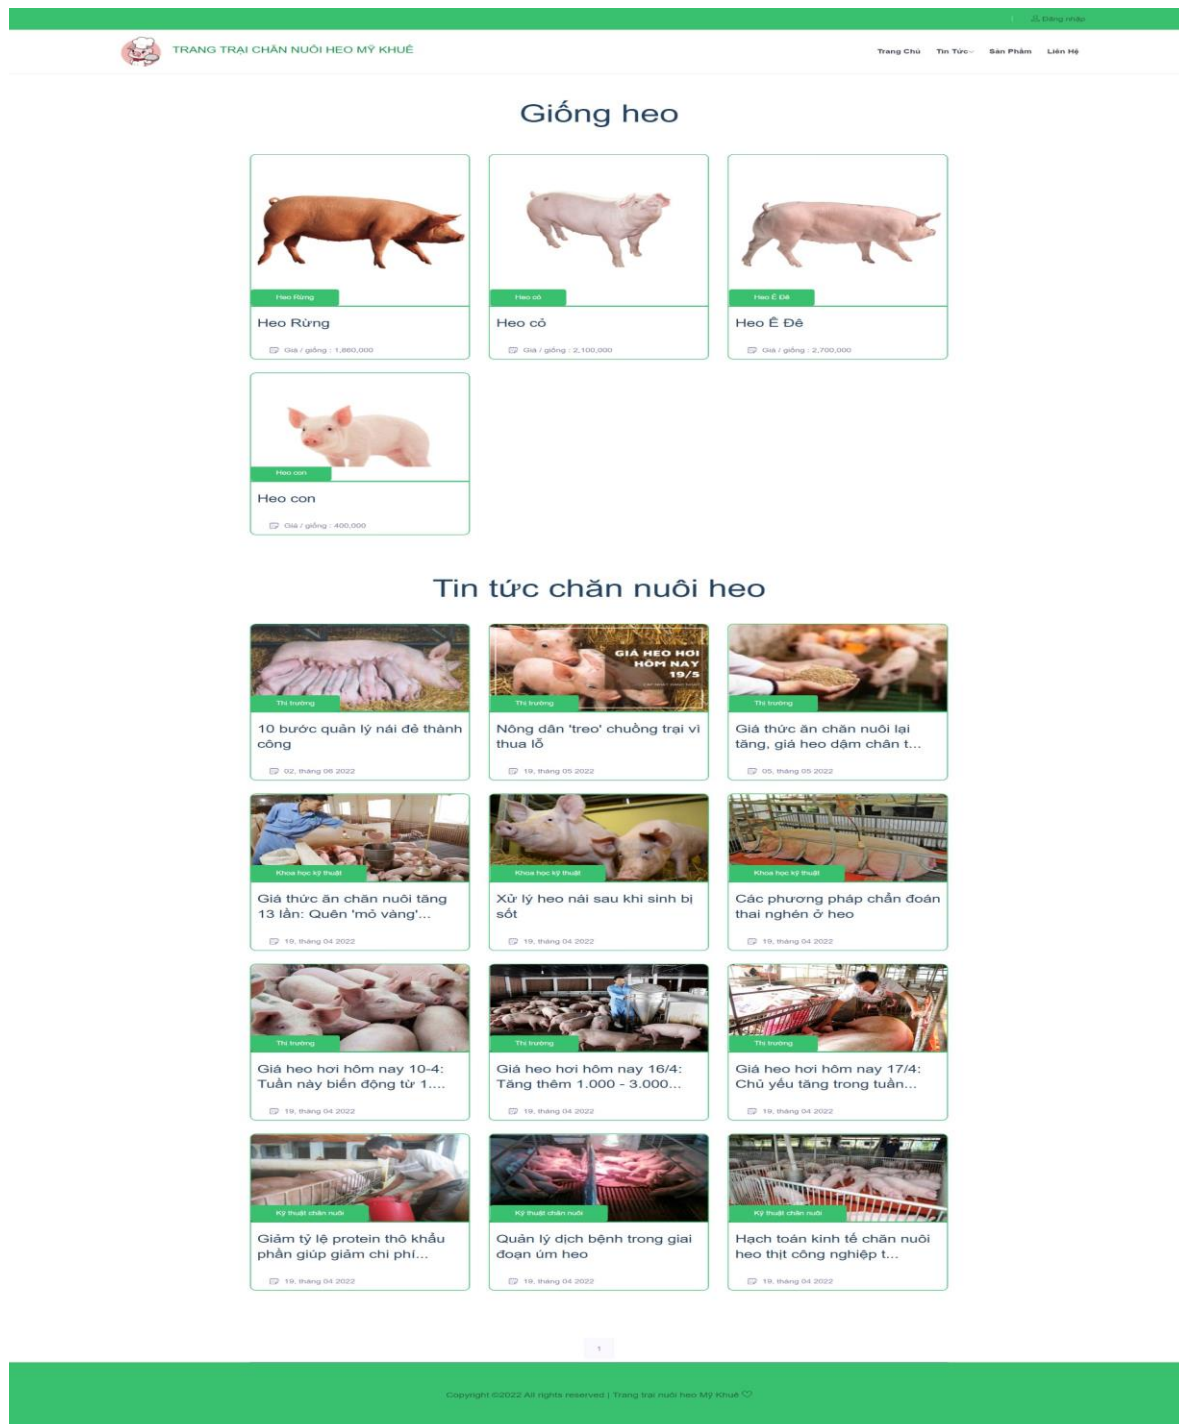 Đăng nhập
TRANG TRẠI CHĂN NUÔI HEO MỸ KHUÊ
Trang Chủ Tin Tức Sản Phẩm Liên Hệ
Giống heo
Heo Rừng
Heo Rừng
Giá / giống : 1,860,000
Heo cỏ
Heo cỏ
Giá / giống : 2,100,000
Heo Ê Đê
Heo Ê Đê
Giá / giống : 2,700,000
Heo con
Heo con
Giá / giống : 400,000
Tin tức chăn nuôi heo
Thị trường
10 bước quản lý nái đẻ thành
công
02, tháng 06 2022
GIÁ HEO HƠI
HÔM NAY
19/5
Thị trường
Nông dân 'treo' chuồng trại vì
thua lỗ
19, tháng 05 2022
Thị trường
Giá thức ăn chăn nuôi lại
tăng, giá heo dậm chân t...
05, tháng 05 2022
Khoa học kỹ thuật
Giá thức ăn chăn nuôi tăng
13 lần: Quên 'mỏ vàng'...
19, tháng 04 2022
Khoa học kỹ thuật
Xử lý heo nái sau khi sinh bị
sốt
19, tháng 04 2022
Khoa học kỹ thuật
Các phương pháp chẩn đoán
thai nghén ở heo
19, tháng 04 2022
Thị trường
Giá heo hơi hôm nay 10-4:
Tuần này biến động từ 1....
19, tháng 04 2022
Thị trường
Giá heo hơi hôm nay 16/4:
Tăng thêm 1.000 - 3.000...
19, tháng 04 2022
Thị trường
Giá heo hơi hôm nay 17/4:
Chủ yếu tăng trong tuần...
19, tháng 04 2022
Kỹ thuật chăn nuôi
Giảm tỷ lệ protein thô khẩu
phần giúp giảm chi phí...
19, tháng 04 2022
Kỹ thuật chăn nuôi
Quản lý dịch bệnh trong giai
đoạn úm heo
19, tháng 04 2022
Kỹ thuật chăn nuôi
Hạch toán kinh tế chăn nuôi
heo thịt công nghiệp t...
19, tháng 04 2022
1
Copyright ©2022 All rights reserved | Trang trại nuôi heo Mỹ Khuê